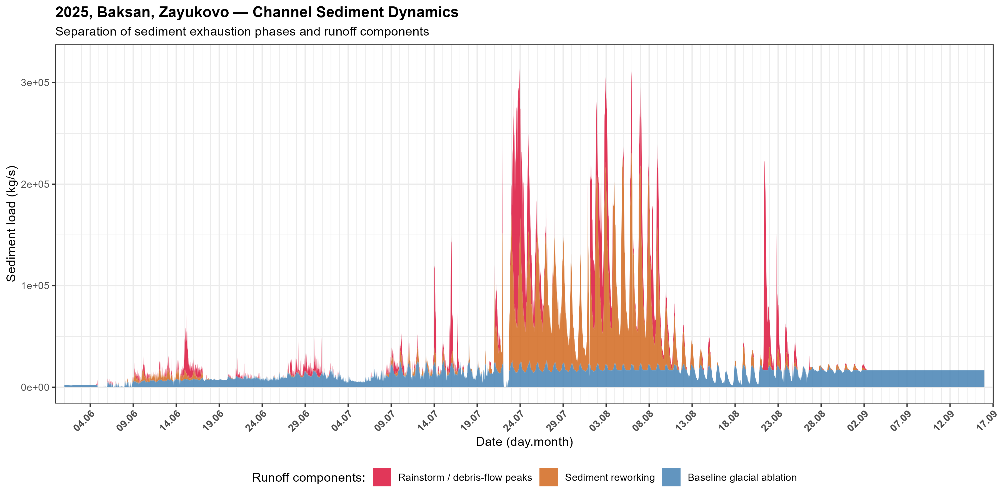 2025, Baksan, Zayukovo — Channel Sediment Dynamics
Separation of sediment exhaustion phases and runoff components
Sediment load (kg/s)
3e+05
2e+05
1e+05
0e+00
04.06 09.06 14.06 19.06 24.06 29.06 04.07 09.07 14.07 19.07 24.07 29.07 03.08 08.08 13.08 18.08 23.08 28.08 02.09 07.09 12.09 17.09
Date (day.month)
Runoff components: Rainstorm / debris-flow peaks Sediment reworking Baseline glacial ablation